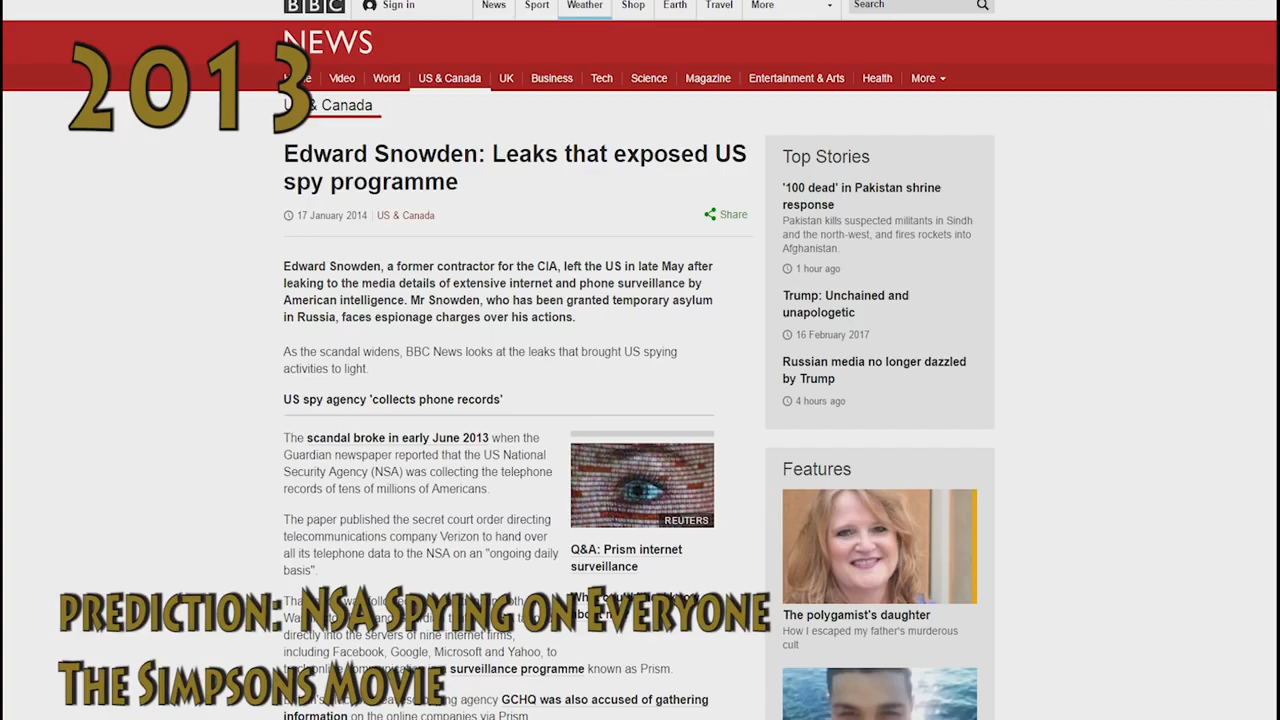 BBC Sign in News Sport Weather Shop Earth Travel More Search
2013
NEWS
Video World US & Canada UK Business Tech Science Magazine Entertainment & Arts Health More
& Canada
Edward Snowden: Leaks that exposed US
spy programme
17 January 2014 US & Canada
Share
Edward Snowden, a former contractor for the CIA, left the US in late May after
leaking to the media details of extensive internet and phone surveillance by
American intelligence. Mr Snowden, who has been granted temporary asylum
in Russia, faces espionage charges over his actions.
As the scandal widens, BBC News looks at the leaks that brought US spying
activities to light.
US spy agency 'collects phone records'
The scandal broke in early June 2013 when the
Guardian newspaper reported that the US National
Security Agency (NSA) was collecting the telephone
records of tens of millions of Americans.
The paper published the secret court order directing
telecommunications company Verizon to hand over
all its telephone data to the NSA on an "ongoing daily
basis".
directly into the servers of nine internet firms,
including Facebook, Google, Microsoft and Yahoo, to
surveillance programme known as Prism.
agency GCHQ was also accused of gathering
information on the online companies via Prism.
REUTERS
Q&A: Prism internet
surveillance
Top Stories
'100 dead' in Pakistan shrine
response
Pakistan kills suspected militants in Sindh
and the north-west, and fires rockets into
Afghanistan.
1 hour ago
Trump: Unchained and
unapologetic
16 February 2017
Russian media no longer dazzled
by Trump
4 hours ago
Features
The polygamist's daughter
How I escaped my father's murderous
cult
Prediction: NSA Spying on Everyone
The Simpsons Movie